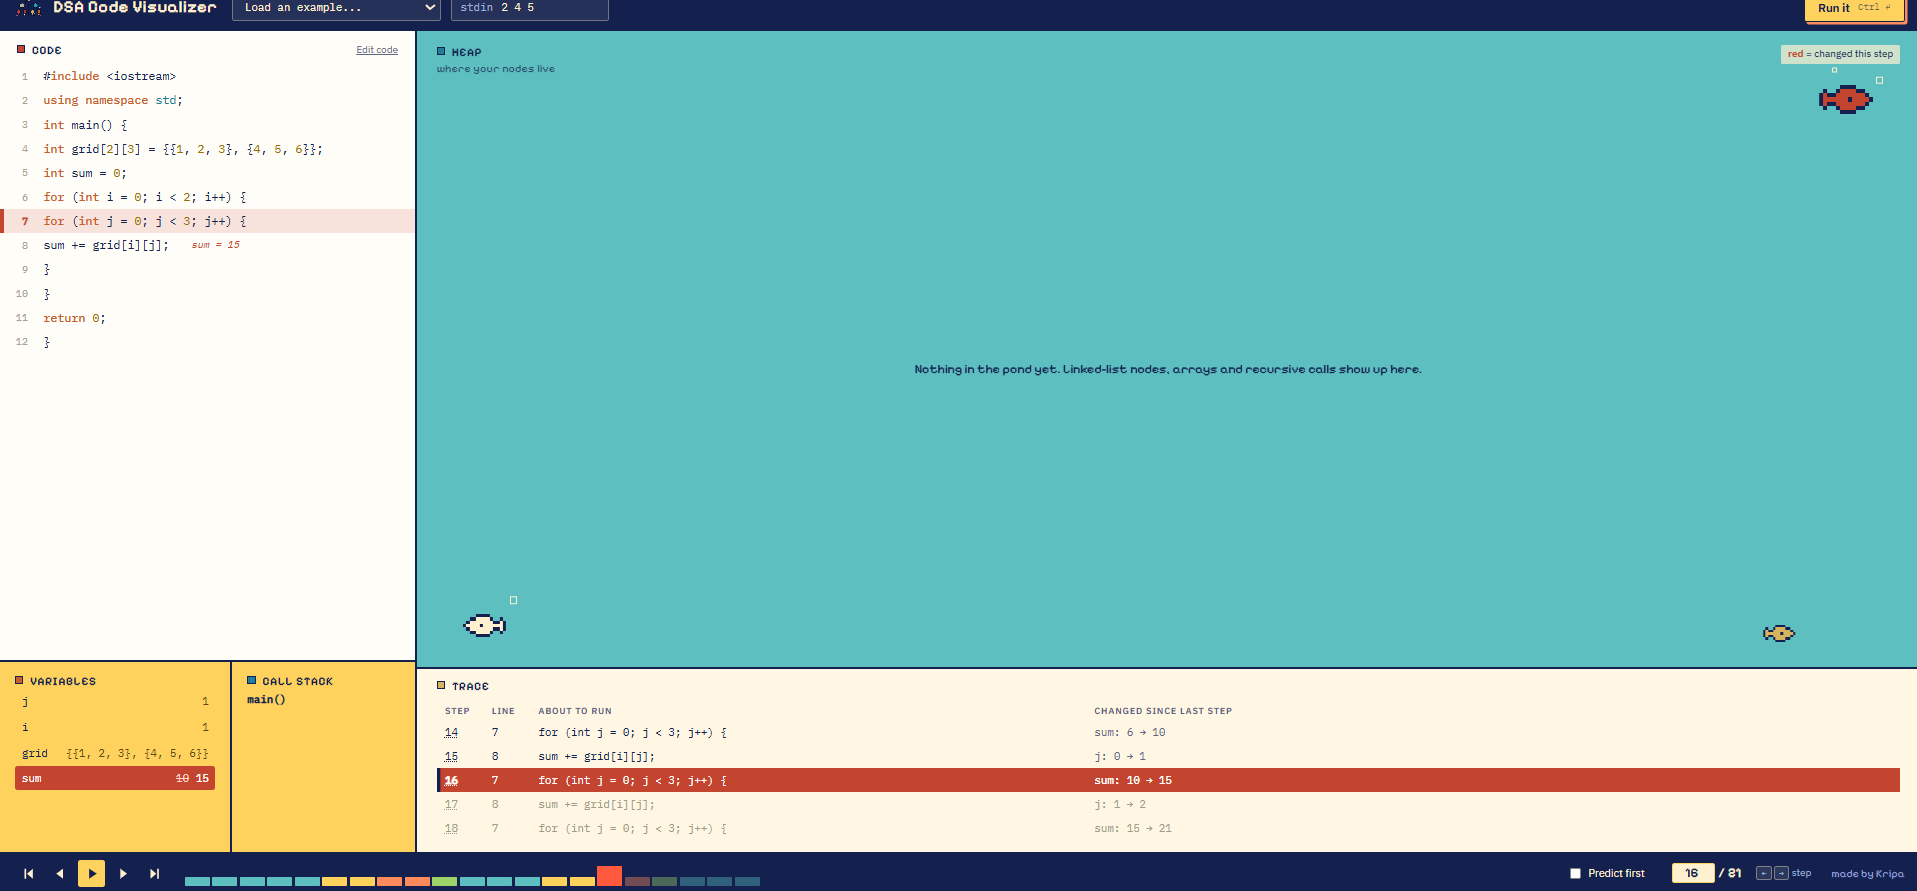 DSA Code Visualizer
Load an example...
stdin 2 4 5
Run it Ctrl ↵
CODE
Edit code
1 #include <iostream>
2 using namespace std;
3 int main() {
4 int grid[2][3] = {{1, 2, 3}, {4, 5, 6}};
5 int sum = 0;
6 for (int i = 0; i < 2; i++) {
7 for (int j = 0; j < 3; j++) {
8 sum += grid[i][j]; sum = 15
9 }
10 }
11 return 0;
12 }
HEAP
where your nodes live
red = changed this step
Nothing in the pond yet. Linked-list nodes, arrays and recursive calls show up here.
VARIABLES
j 1
i 1
grid {{1, 2, 3}, {4, 5, 6}}
sum 10 15
CALL STACK
main()
TRACE
STEP LINE ABOUT TO RUN CHANGED SINCE LAST STEP
14 7 for (int j = 0; j < 3; j++) { sum: 6 → 10
15 8 sum += grid[i][j]; j: 0 → 1
16 7 for (int j = 0; j < 3; j++) { sum: 10 → 15
17 8 sum += grid[i][j]; j: 1 → 2
18 7 for (int j = 0; j < 3; j++) { sum: 15 → 21
Predict first
16 / 21
← → step
made by Kripa